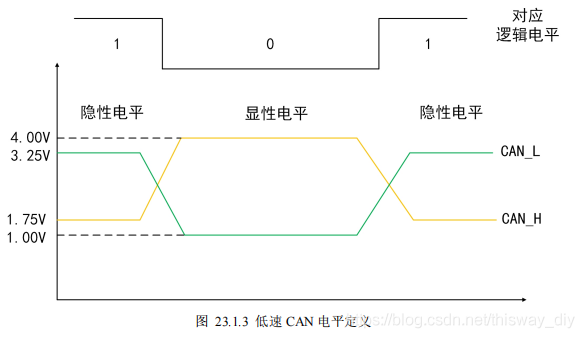 对应
逻辑电平
1
0
1
隐性电平
显性电平
隐性电平
4.00V
3.25V
CAN_L
1.75V
CAN_H
1.00V
图 23.1.3 低速 CAN 电平定义
https://blog.csdn.net/thisway_diy